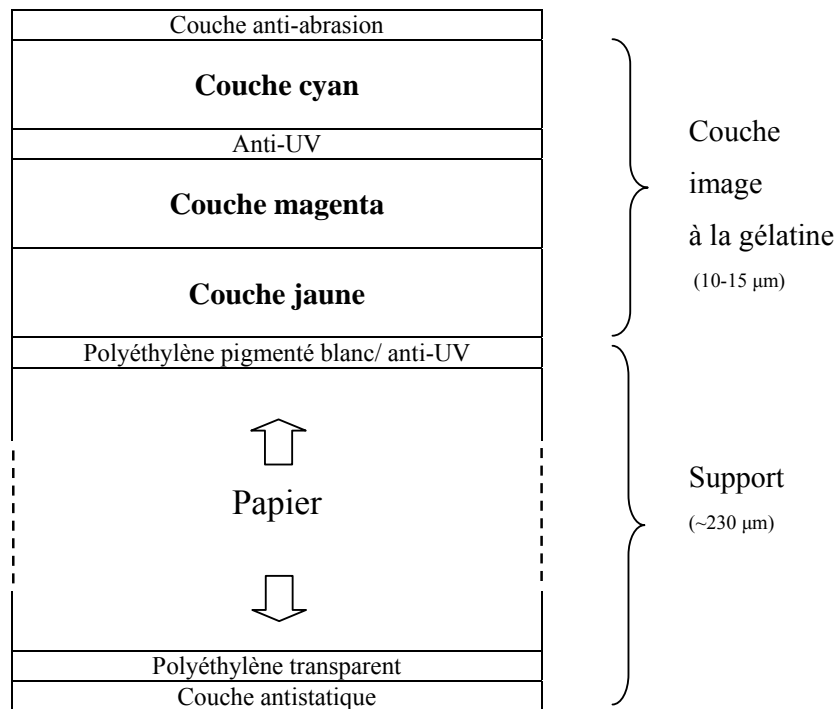 Couche anti-abrasion
Couche cyan
Anti-UV
Couche magenta
Couche jaune
Polyéthylène pigmenté blanc/ anti-UV
Papier
Polyéthylène transparent
Couche antistatique
Couche
image
à la gélatine
(10-15 μm)
Support
(~230 μm)